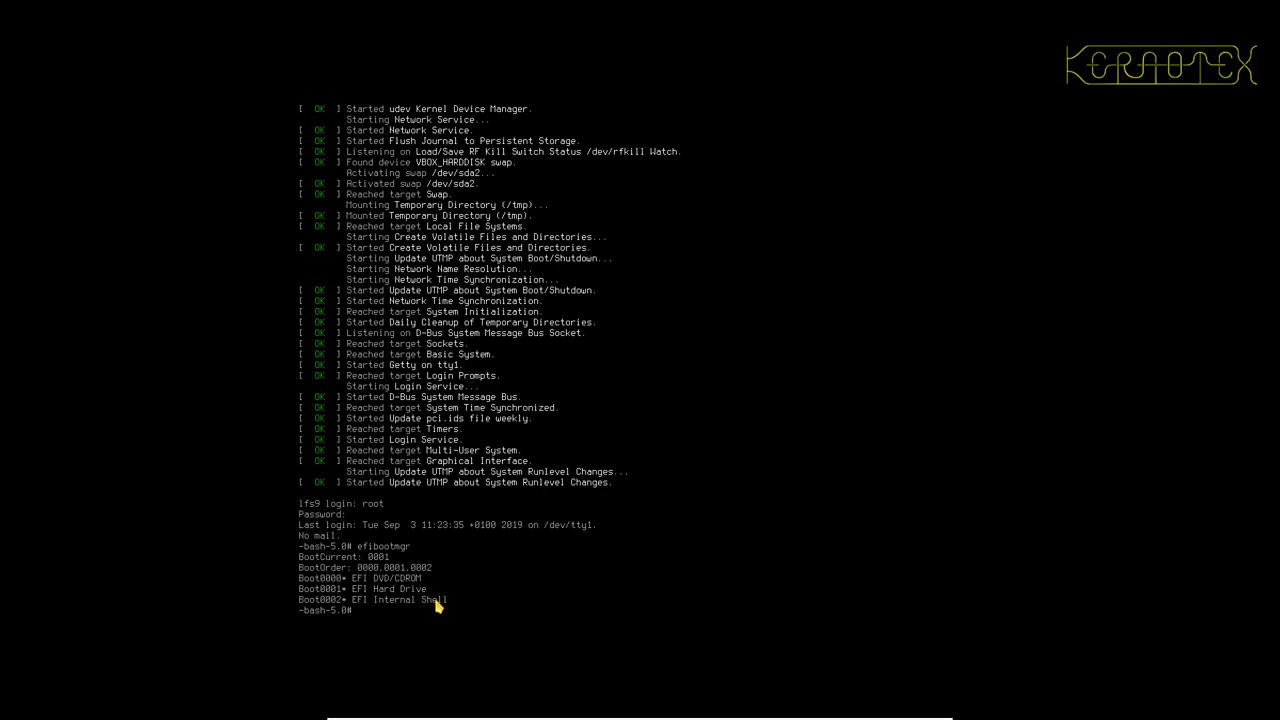 KERNOTEX
[  OK  ] Started udev Kernel Device Manager.
Starting Network Service...
[  OK  ] Started Network Service.
[  OK  ] Started Flush Journal to Persistent Storage.
[  OK  ] Listening on Load/Save RF Kill Switch Status /dev/rfkill Watch.
[  OK  ] Found device VBOX_HARDDISK swap.
Activating swap /dev/sda2...
[  OK  ] Activated swap /dev/sda2.
[  OK  ] Reached target Swap.
Mounting Temporary Directory (/tmp)...
[  OK  ] Mounted Temporary Directory (/tmp).
[  OK  ] Reached target Local File Systems.
Starting Create Volatile Files and Directories...
[  OK  ] Started Create Volatile Files and Directories.
Starting Update UTMP about System Boot/Shutdown...
Starting Network Name Resolution...
Starting Network Time Synchronization...
[  OK  ] Started Update UTMP about System Boot/Shutdown.
[  OK  ] Started Network Time Synchronization.
[  OK  ] Reached target System Initialization.
[  OK  ] Started Daily Cleanup of Temporary Directories.
[  OK  ] Listening on D-Bus System Message Bus Socket.
[  OK  ] Reached target Sockets.
[  OK  ] Reached target Basic System.
[  OK  ] Started Getty on tty1.
[  OK  ] Reached target Login Prompts.
Starting Login Service...
[  OK  ] Started D-Bus System Message Bus.
[  OK  ] Reached target System Time Synchronized.
[  OK  ] Started Update pci.ids file weekly.
[  OK  ] Reached target Timers.
[  OK  ] Started Login Service.
[  OK  ] Reached target Multi-User System.
[  OK  ] Reached target Graphical Interface.
Starting Update UTMP about System Runlevel Changes...
[  OK  ] Started Update UTMP about System Runlevel Changes.
lfs9 login: root
Password:
Last login: Tue Sep  3 11:23:35 +0100 2019 on /dev/tty1.
No mail.
-bash-5.0# efibootmgr
BootCurrent: 0001
BootOrder: 0000,0001,0002
Boot0000* EFI DVD/CDROM
Boot0001* EFI Hard Drive
Boot0002* EFI Internal Shell
-bash-5.0#